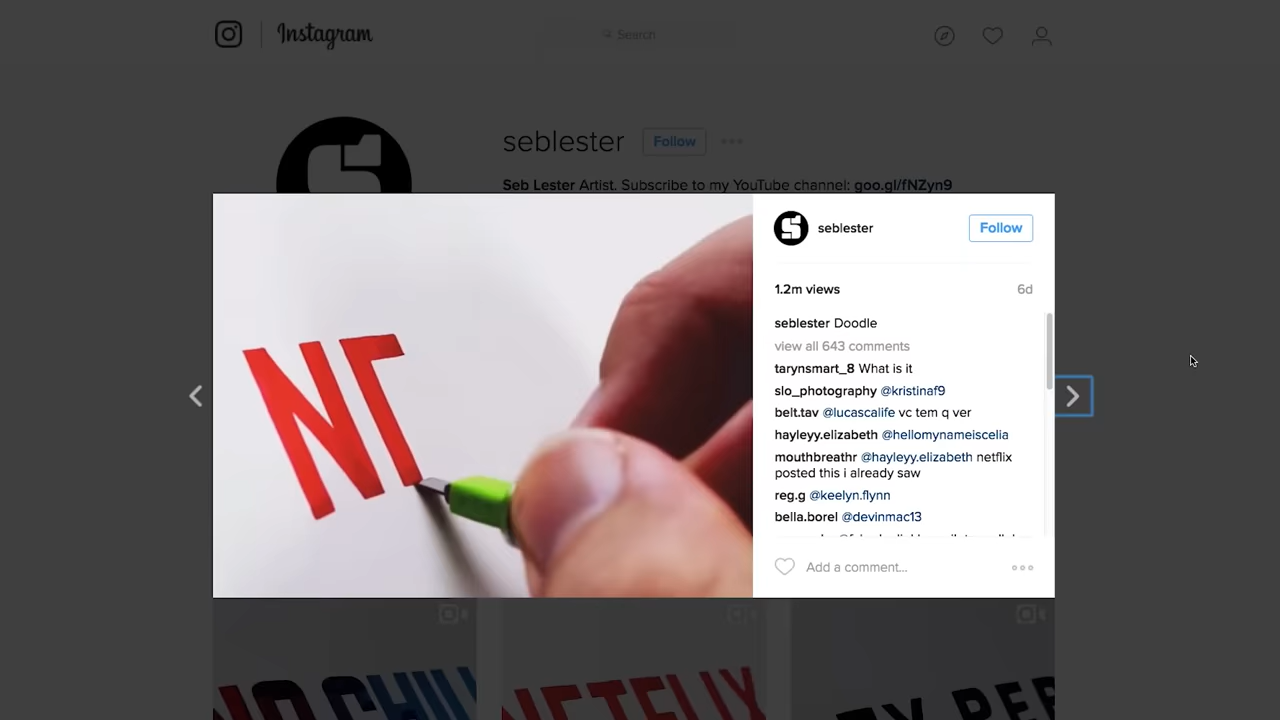 Instagram
Search
seblester
Follow
Seb Lester Artist. Subscribe to my YouTube channel: goo.gl/fNZyn9
seblester
Follow
1.2m views
6d
seblester Doodle
view all 643 comments
tarynsmart_8 What is it
slo_photography @kristinaf9
belt.tav @lucascalife vc tem q ver
hayleyy.elizabeth @hellomynameiscelia
mouthbreathr @hayleyy.elizabeth netflix
posted this i already saw
reg.g @keelyn.flynn
bella.borel @devinmac13
Add a comment...
NETFLIX